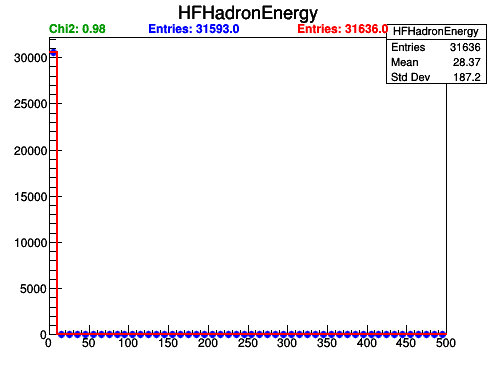 HFHadronEnergy
Chi2: 0.98 Entries: 31593.0 Entries: 31636.0
HFHadronEnergy
Entries 31636
Mean 28.37
Std Dev 187.2
30000
25000
20000
15000
10000
5000
0
0 50 100 150 200 250 300 350 400 450 500